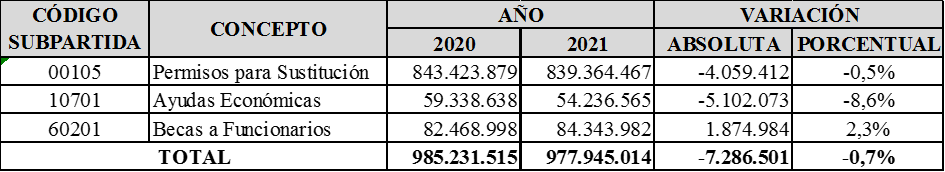 CÓDIGO SUBPARTIDA CONCEPTO AÑO VARIACIÓN
2020 2021 ABSOLUTA PORCENTUAL
00105 Permisos para Sustitución 843.423.879 839.364.467 -4.059.412 -0,5%
10701 Ayudas Económicas 59.338.638 54.236.565 -5.102.073 -8,6%
60201 Becas a Funcionarios 82.468.998 84.343.982 1.874.984 2,3%
TOTAL 985.231.515 977.945.014 -7.286.501 -0,7%